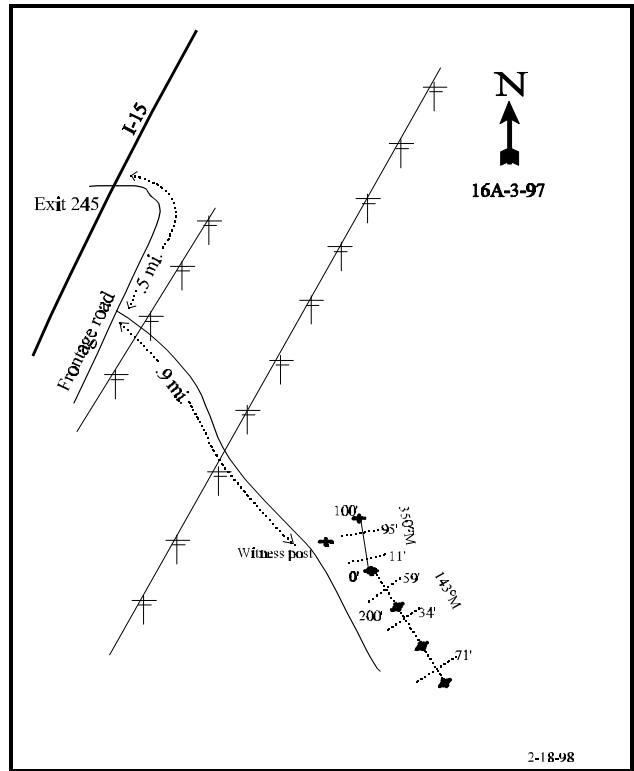 N
16A-3-97
I-15
Exit 245
.5 mi.
Frontage road
.9 mi.
Witness post
100'
95'
350°M
11'
0'
59'
143°M
200'
34'
71'
2-18-98